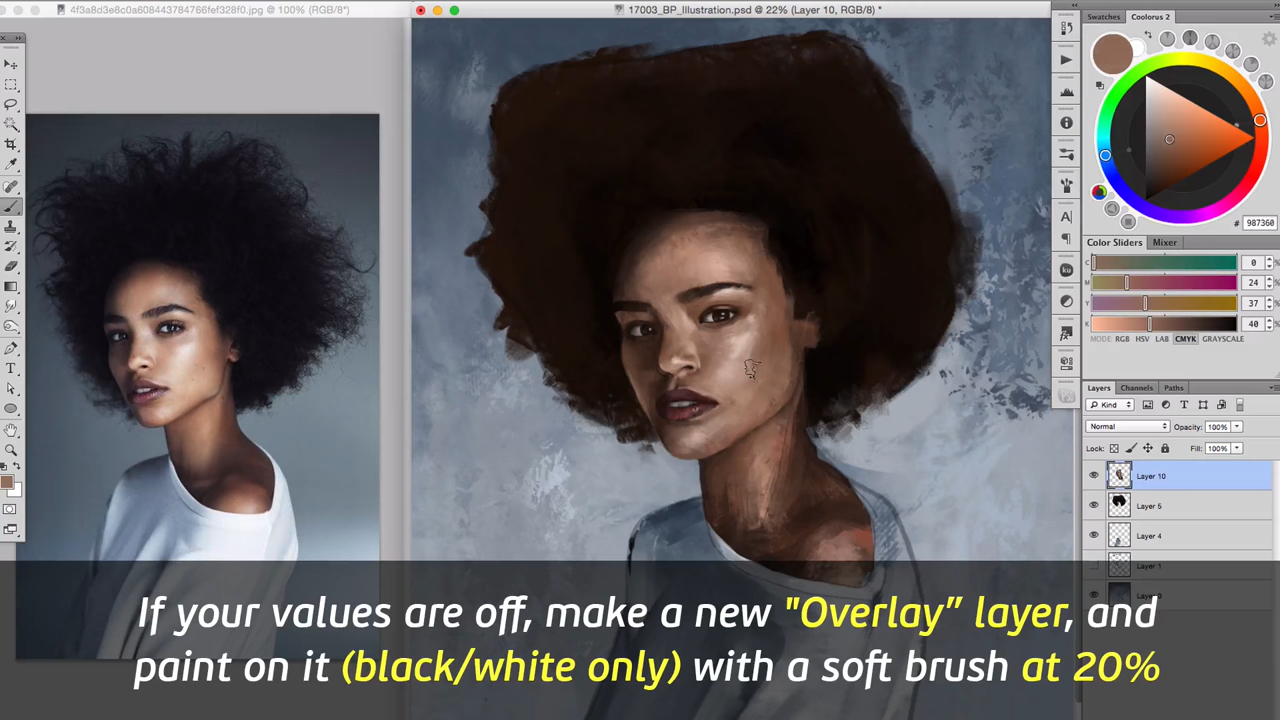 4f3a8d3e8c0a608443784766fef328f0.jpg @ 100% (RGB/8*)
17003_BP_Illustration.psd @ 22% (Layer 10, RGB/8) *
Swatches Coolorus 2
# 987360
Color Sliders Mixer
C 0 %
M 24 %
Y 37 %
K 40 %
MODE: RGB HSV LAB CMYK GRAYSCALE
Layers Channels Paths
Kind
Normal Opacity: 100%
Lock: Fill: 100%
Layer 10
Layer 5
Layer 4
Layer 1
If your values are off, make a new "Overlay” layer, and
paint on it (black/white only) with a soft brush at 20%